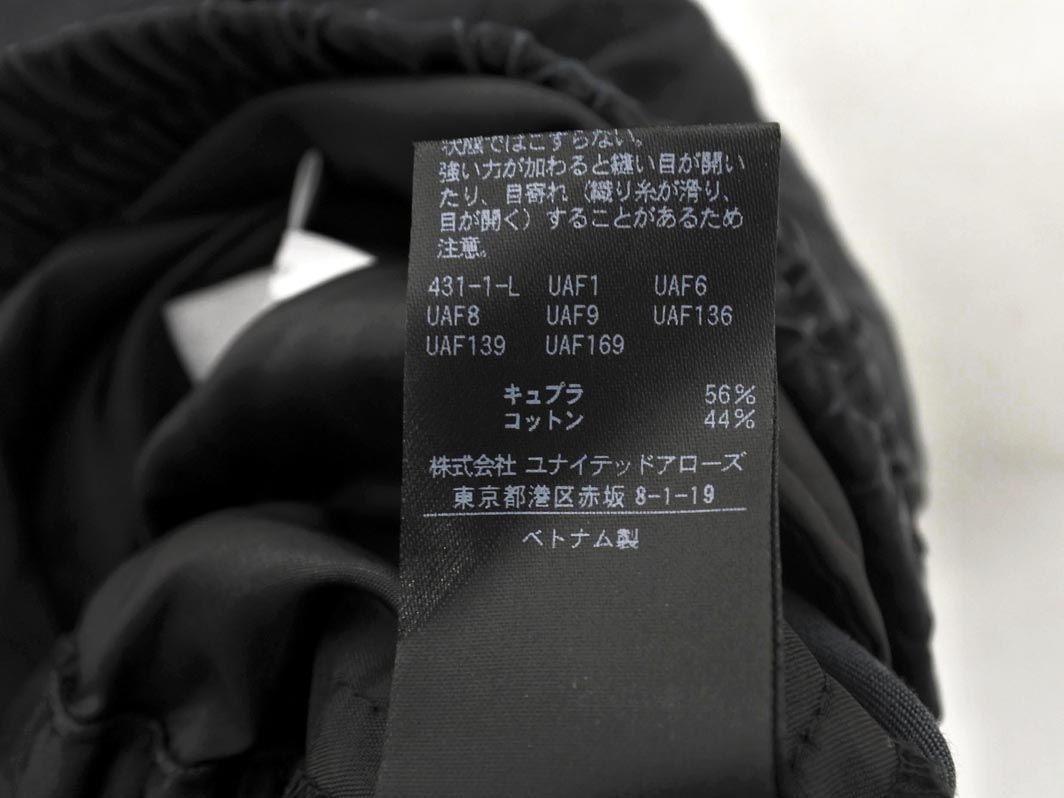 状態ではこすらない。
強い力が加わると縫い目が開い
たり、目寄れ（織り糸が滑り、
目が開く）することがあるため
注意。
431-1-L UAF1 UAF6
UAF8 UAF9 UAF136
UAF139 UAF169
キュプラ 56%
コットン 44%
株式会社 ユナイテッドアローズ
東京都港区赤坂 8-1-19
ベトナム製